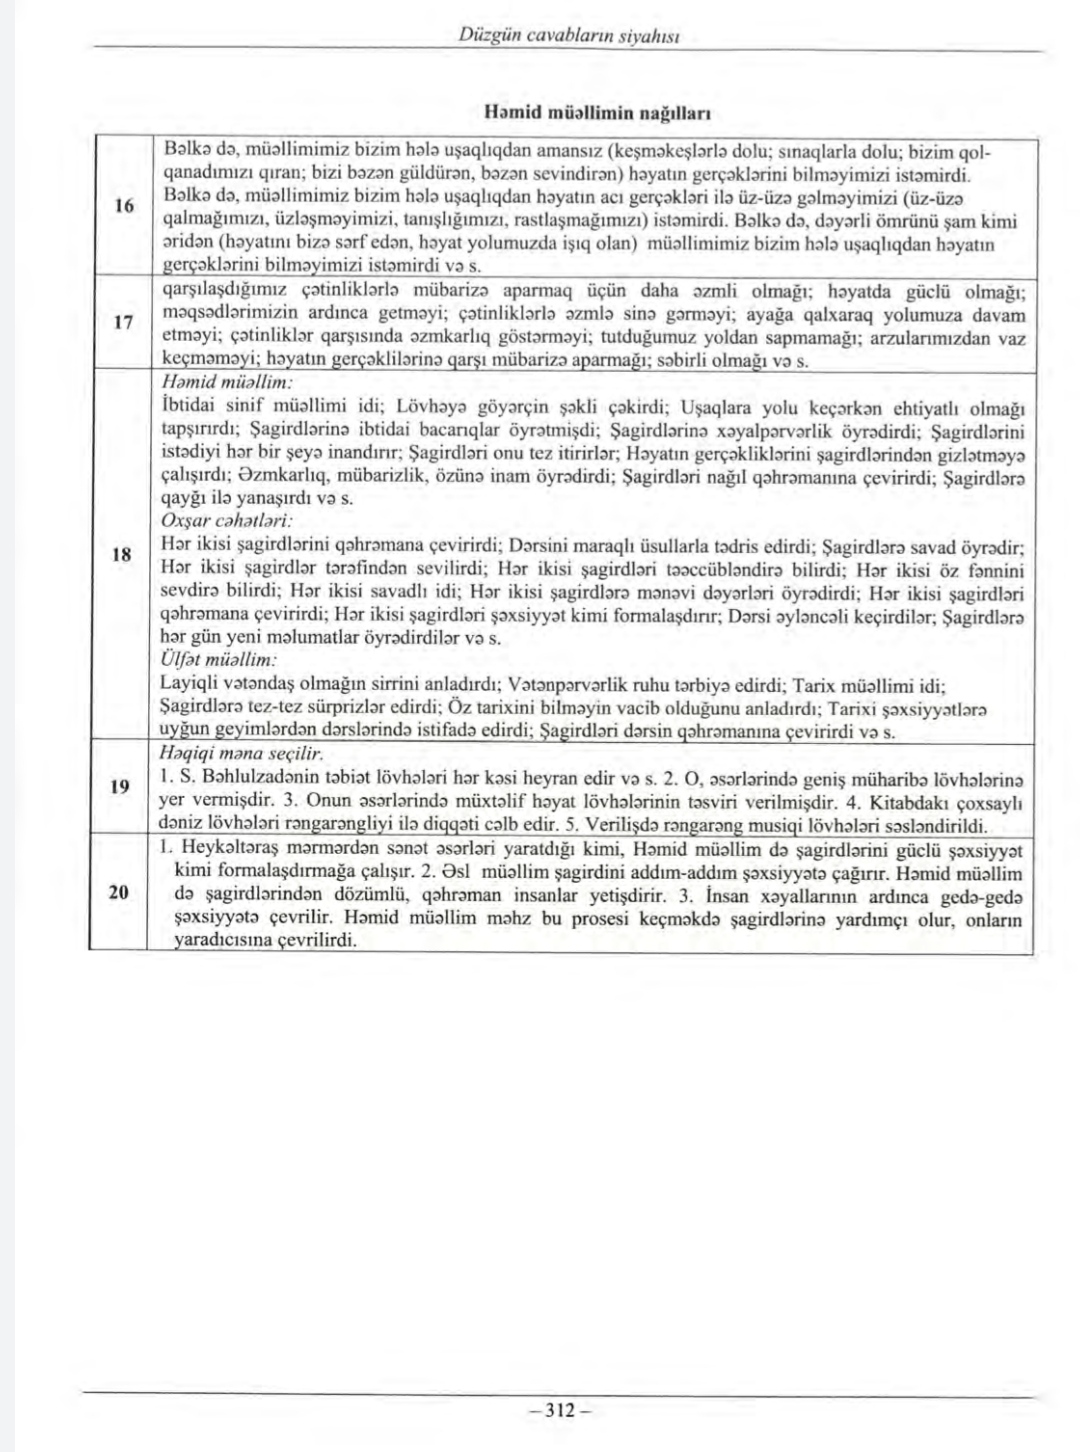 Düzgün cavabların siyahısı
Həmid müəllimin nağılları
16
Bəlkə də, müəllimimiz bizim hələ uşaqlıqdan amansız (keşməkeşlərlə dolu; sınaqlarla dolu; bizim qol-
qanadımızı qıran; bizi bəzən güldürən, bəzən sevindirən) həyatın gerçəklərini bilməyimizi istəmirdi.
Bəlkə də, müəllimimiz bizim hələ uşaqlıqdan həyatın acı gerçəkləri ilə üz-üzə gəlməyimizi (üz-üzə
qalmağımızı, üzləşməyimizi, tanışlığımızı, rastlaşmağımızı) istəmirdi. Bəlkə də, dəyərli ömrünü şam kimi
əridən (həyatını bizə sərf edən, həyat yolumuzda işıq olan) müəllimimiz bizim hələ uşaqlıqdan həyatın
gerçəklərini bilməyimizi istəmirdi və s.
17
qarşılaşdığımız çətinliklərlə mübarizə aparmaq üçün daha əzmli olmağı; həyatda güclü olmağı;
məqsədlərimizin ardınca getməyi; çətinliklərlə əzmlə sinə gərməyi; ayağa qalxaraq yolumuza davam
etməyi; çətinliklər qarşısında əzmkarlıq göstərməyi; tutduğumuz yoldan sapmamağı; arzularımızdan vaz
keçməməyi; həyatın gerçəklilərinə qarşı mübarizə aparmağı; səbirli olmağı və s.
18
Həmid müəllim:
İbtidai sinif müəllimi idi; Lövhəyə göyərçin şəkli çəkirdi; Uşaqlara yolu keçərkən ehtiyatlı olmağı
tapşırırdı; Şagirdlərinə ibtidai bacarıqlar öyrətmişdi; Şagirdlərinə xəyalpərvərlik öyrədirdi; Şagirdlərini
istədiyi hər bir şeyə inandırır; Şagirdləri onu tez itirirlər; Həyatın gerçəkliklərini şagirdlərindən gizlətməyə
çalışırdı; Əzmkarlıq, mübarizlik, özünə inam öyrədirdi; Şagirdləri nağıl qəhrəmanına çevirirdi; Şagirdlərə
qayğı ilə yanaşırdı və s.
Oxşar cəhətləri:
Hər ikisi şagirdlərini qəhrəmana çevirirdi; Dərsini maraqlı üsullarla tədris edirdi; Şagirdlərə savad öyrədir;
Hər ikisi şagirdlər tərəfindən sevilirdi; Hər ikisi şagirdləri təəccübləndirə bilirdi; Hər ikisi öz fənnini
sevdirə bilirdi; Hər ikisi savadlı idi; Hər ikisi şagirdlərə mənəvi dəyərləri öyrədirdi; Hər ikisi şagirdləri
qəhrəmana çevirirdi; Hər ikisi şagirdləri şəxsiyyət kimi formalaşdırır; Dərsi əyləncəli keçirdilər; Şagirdlərə
hər gün yeni məlumatlar öyrədirdilər və s.
Ülfət müəllim:
Layiqli vətəndaş olmağın sirrini anladırdı; Vətənpərvərlik ruhu tərbiyə edirdi; Tarix müəllimi idi;
Şagirdlərə tez-tez sürprizlər edirdi; Öz tarixini bilməyin vacib olduğunu anladırdı; Tarixi şəxsiyyətlərə
uyğun geyimlərdən dərslərində istifadə edirdi; Şagirdləri dərsin qəhrəmanına çevirirdi və s.
19
Həqiqi məna seçilir.
1. S. Bəhlulzadənin təbiət lövhələri hər kəsi heyran edir və s. 2. O, əsərlərində geniş müharibə lövhələrinə
yer vermişdir. 3. Onun əsərlərində müxtəlif həyat lövhələrinin təsviri verilmişdir. 4. Kitabdakı çoxsaylı
dəniz lövhələri rəngarəngliyi ilə diqqəti cəlb edir. 5. Verilişdə rəngarəng musiqi lövhələri səsləndirildi.
20
1. Heykəltəraş mərmərdən sənət əsərləri yaratdığı kimi, Həmid müəllim də şagirdlərini güclü şəxsiyyət
kimi formalaşdırmağa çalışır. 2. Əsl müəllim şagirdini addım-addım şəxsiyyətə çağırır. Həmid müəllim
də şagirdlərindən dözümlü, qəhrəman insanlar yetişdirir. 3. İnsan xəyallarının ardınca gedə-gedə
şəxsiyyətə çevrilir. Həmid müəllim məhz bu prosesi keçməkdə şagirdlərinə yardımçı olur, onların
yaradıcısına çevrilirdi.
– 312 –